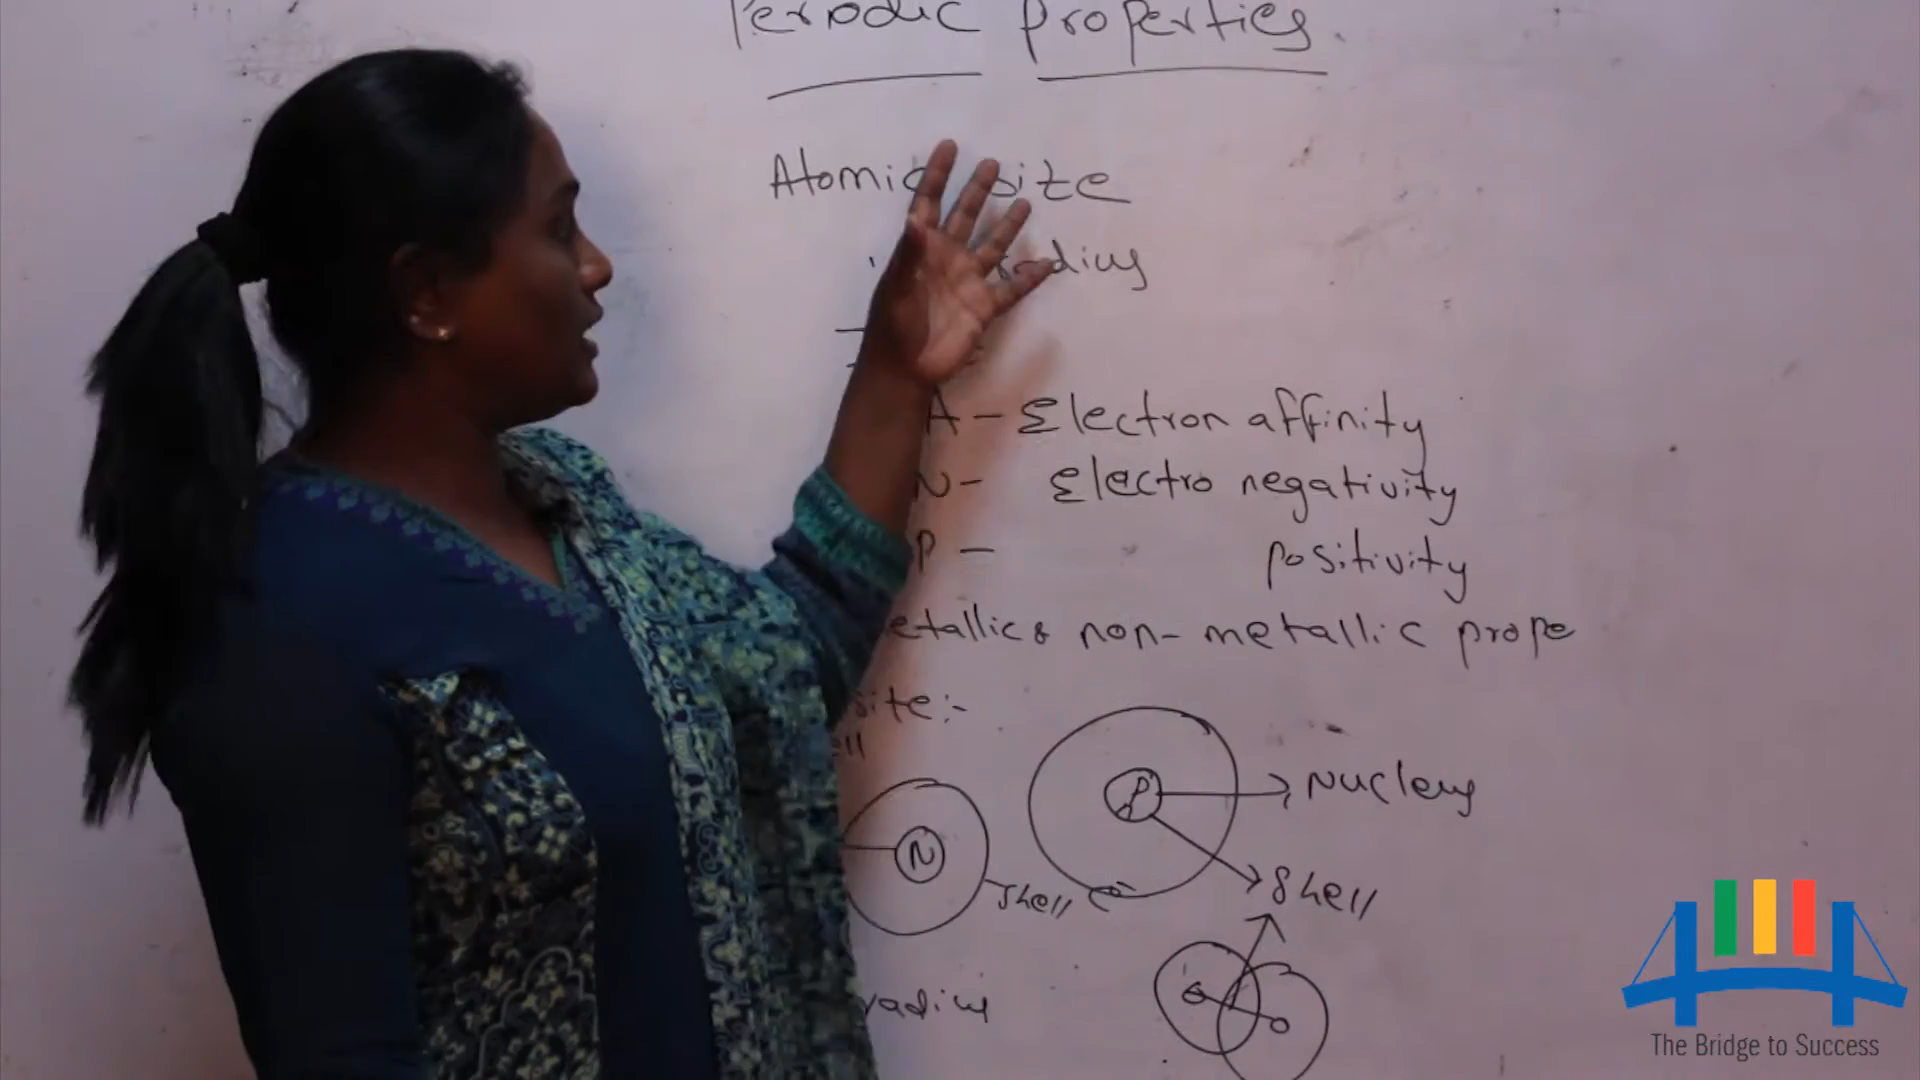 Periodic Properties.
Atomic size
radius
A - Electron affinity
N - Electro negativity
P - positivity
etallic & non-metallic prope
size:-
ell
P
Nucleus
N
Shell
Shell
radius
The Bridge to Success